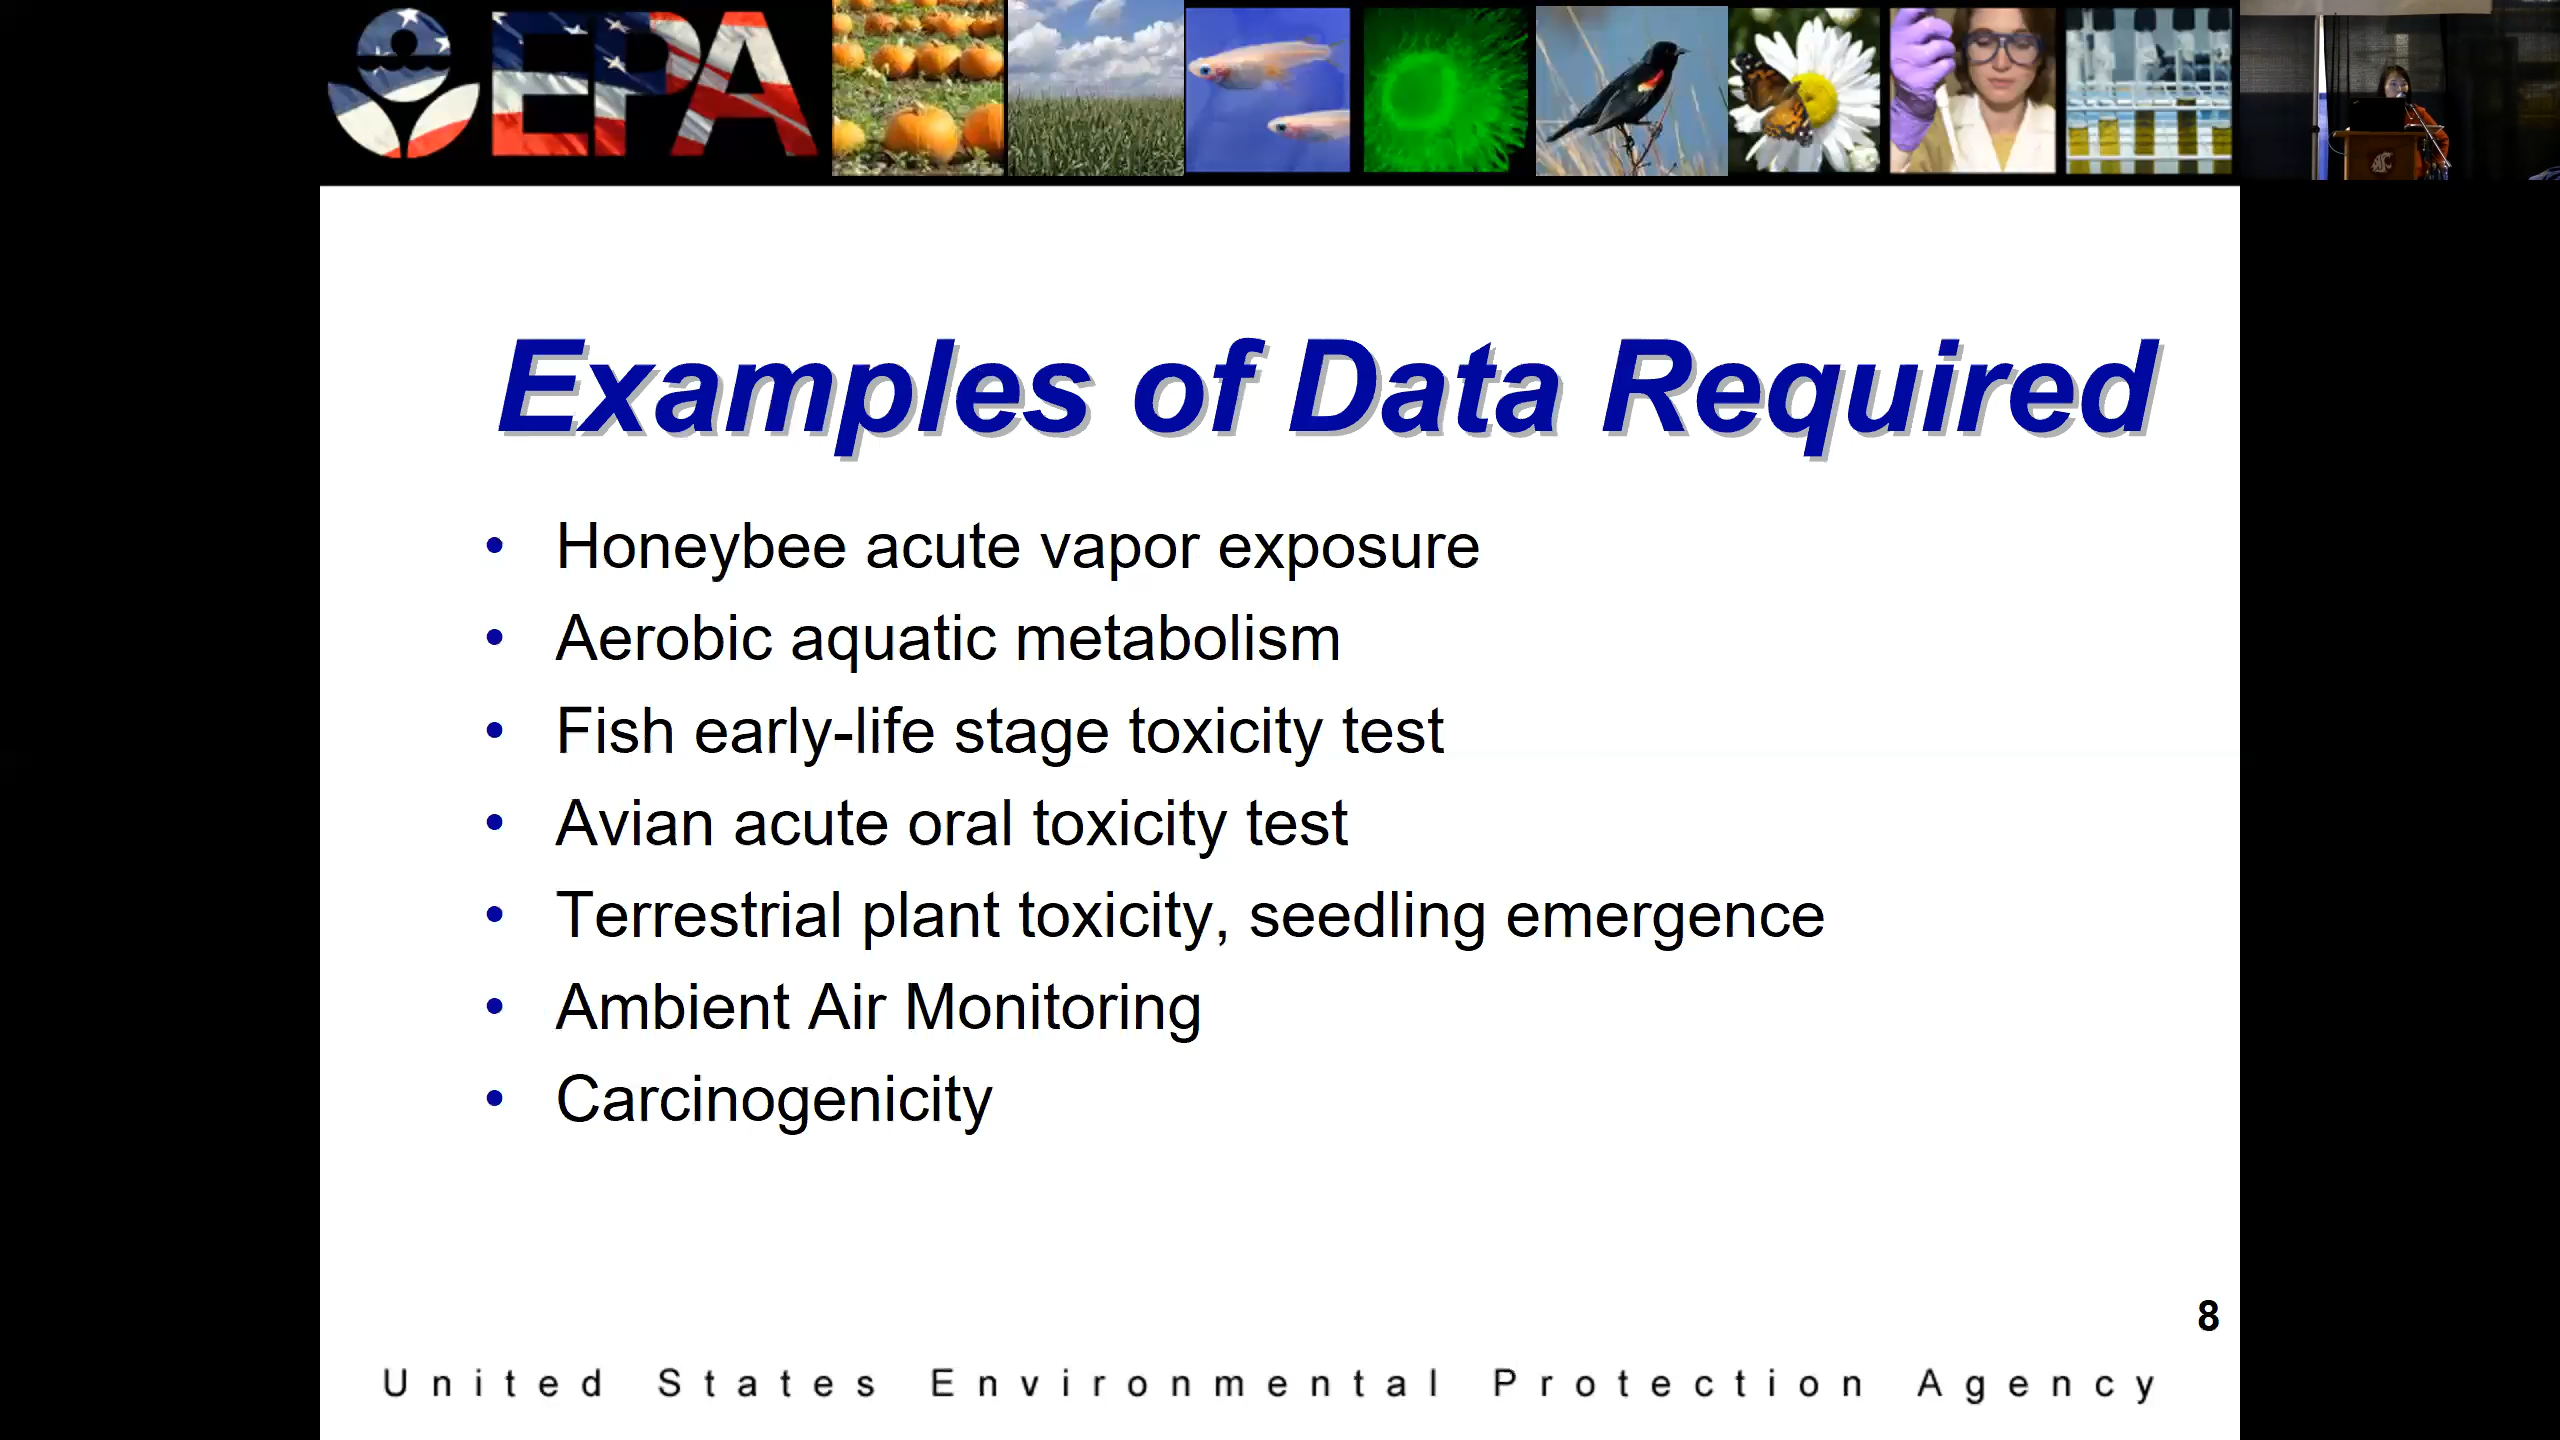 EPA
Examples of Data Required
• Honeybee acute vapor exposure
• Aerobic aquatic metabolism
• Fish early-life stage toxicity test
• Avian acute oral toxicity test
• Terrestrial plant toxicity, seedling emergence
• Ambient Air Monitoring
• Carcinogenicity
8
United States Environmental Protection Agency